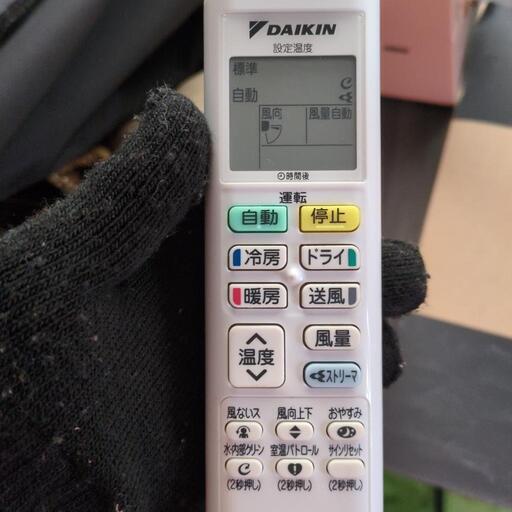 DAIKIN
設定温度
標準
自動
風向 風量自動
時間後
運転
自動 停止
冷房 ドライ
暖房 送風
温度 風量
ストリーマ
風ないス 風向上下 おやすみ
水内部クリン 室温パトロール サインリセット
(2秒押し) (2秒押し) (2秒押し)